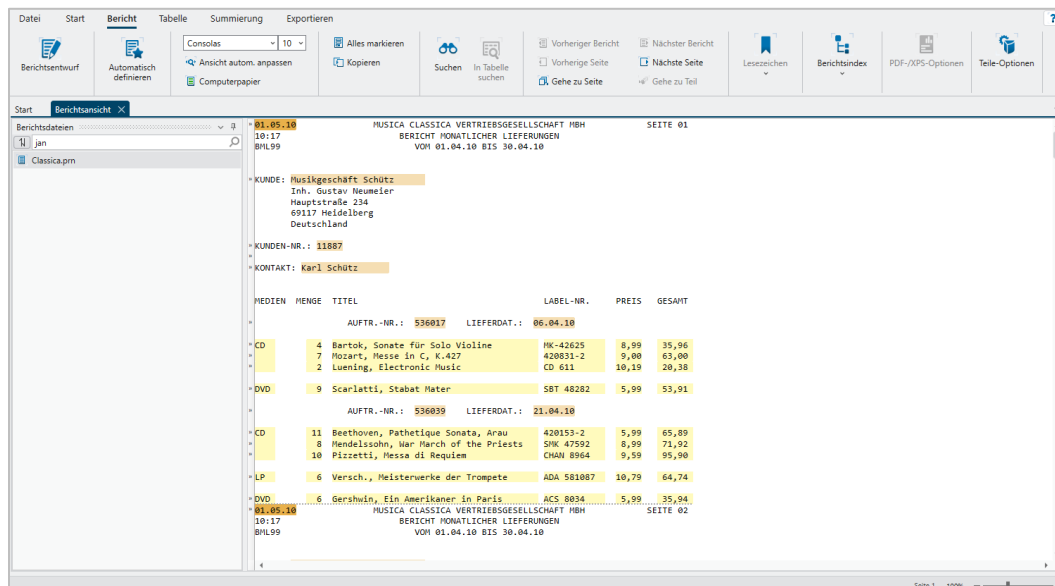 Datei Start Bericht Tabelle Summierung Exportieren ?
Berichtsentwurf
Automatisch definieren
Consolas 10
Ansicht autom. anpassen
Computerpapier
Alles markieren
Kopieren
Suchen
In Tabelle suchen
Vorheriger Bericht
Vorherige Seite
Gehe zu Seite
Nächster Bericht
Nächste Seite
Gehe zu Teil
Lesezeichen
Berichtsindex
PDF-/XPS-Optionen
Teile-Optionen
Start Berichtsansicht
Berichtsdateien
jan
Classica.prn
01.05.10 MUSICA CLASSICA VERTRIEBSGESELLSCHAFT MBH SEITE 01
10:17 BERICHT MONATLICHER LIEFERUNGEN
BML99 VOM 01.04.10 BIS 30.04.10
KUNDE: Musikgeschäft Schütz
Inh. Gustav Neumeier
Hauptstraße 234
69117 Heidelberg
Deutschland
KUNDEN-NR.: 11887
KONTAKT: Karl Schütz
MEDIEN MENGE TITEL LABEL-NR. PREIS GESAMT
AUFTR.-NR.: 536017 LIEFERDAT.: 06.04.10
CD 4 Bartok, Sonate für Solo Violine MK-42625 8,99 35,96
7 Mozart, Messe in C, K.427 420831-2 9,00 63,00
2 Luening, Electronic Music CD 611 10,19 20,38
DVD 9 Scarlatti, Stabat Mater SBT 48282 5,99 53,91
AUFTR.-NR.: 536039 LIEFERDAT.: 21.04.10
CD 11 Beethoven, Pathetique Sonata, Arau 420153-2 5,99 65,89
8 Mendelssohn, War March of the Priests SMK 47592 8,99 71,92
10 Pizzetti, Messa di Requiem CHAN 8964 9,59 95,90
LP 6 Versch., Meisterwerke der Trompete ADA 581087 10,79 64,74
DVD 6 Gershwin, Ein Amerikaner in Paris ACS 8034 5,99 35,94
01.05.10 MUSICA CLASSICA VERTRIEBSGESELLSCHAFT MBH SEITE 02
10:17 BERICHT MONATLICHER LIEFERUNGEN
BML99 VOM 01.04.10 BIS 30.04.10
Seite 1 100%